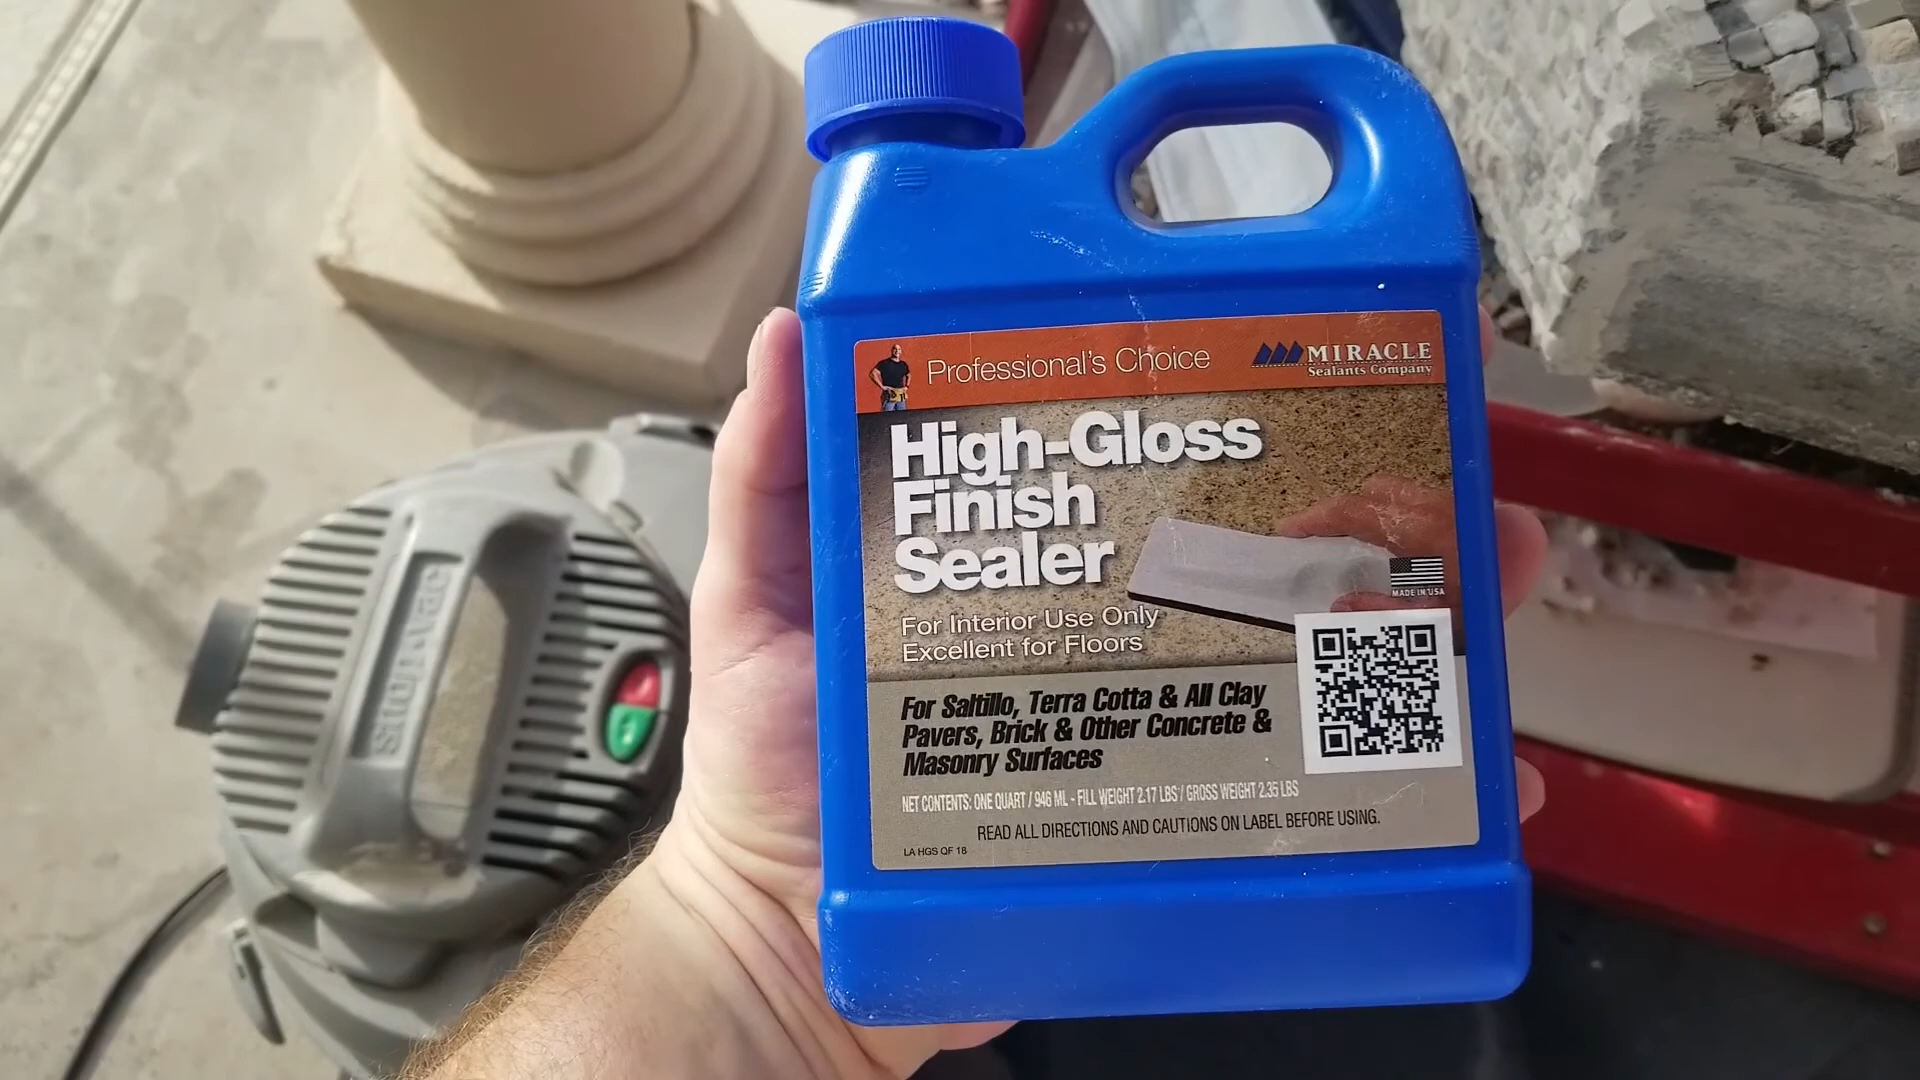 Professional's Choice
MIRACLE
Sealants Company
High-Gloss
Finish
Sealer
MADE IN USA
For Interior Use Only
Excellent for Floors
For Saltillo, Terra Cotta & All Clay
Pavers, Brick & Other Concrete &
Masonry Surfaces
NET CONTENTS: ONE QUART / 946 ML - FILL WEIGHT 2.17 LBS / GROSS WEIGHT 2.35 LBS
READ ALL DIRECTIONS AND CAUTIONS ON LABEL BEFORE USING.
LA HGS QF 18
shop·vac